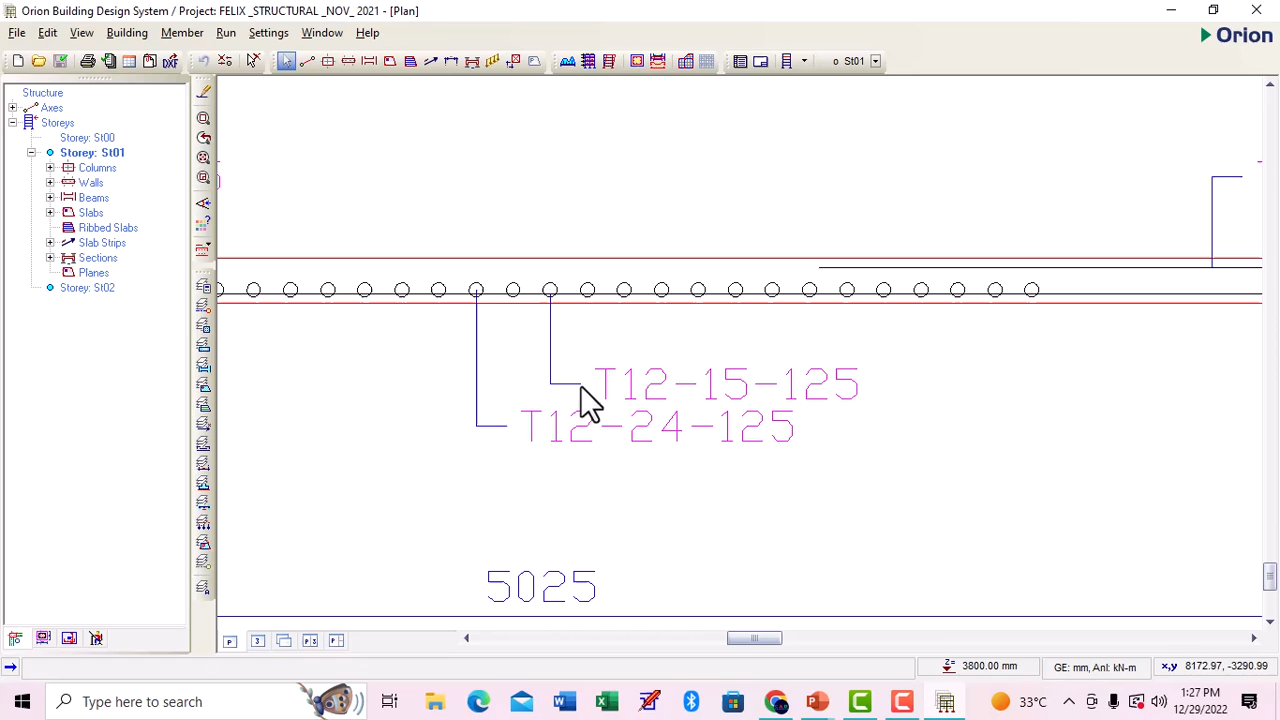 Orion Building Design System / Project: FELIX _STRUCTURAL _NOV_ 2021 - [Plan]
File Edit View Building Member Run Settings Window Help
Orion
St01
Structure
Axes
Storeys
Storey: St00
Storey: St01
Columns
Walls
Beams
Slabs
Ribbed Slabs
Slab Strips
Sections
Planes
Storey: St02
T12-15-125
T12-24-125
5025
Z= 3800.00 mm
GE: mm, Anl: kN-m
x,y 8172.97, -3290.99
Type here to search
33°C
1:27 PM
12/29/2022